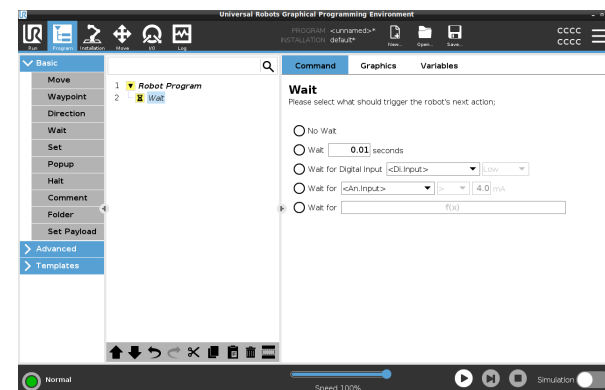 Universal Robots Graphical Programming Environment
UR
Run
Program
Installation
Move
I/O
Log
PROGRAM <unnamed>*
INSTALLATION default*
New...
Open...
Save...
CCCC
CCCC
Basic
Move
Waypoint
Direction
Wait
Set
Popup
Halt
Comment
Folder
Set Payload
Advanced
Templates
1 Robot Program
2 Wait
Command Graphics Variables
Wait
Please select what should trigger the robot's next action;
No Wait
Wait 0.01 seconds
Wait for Digital Input <Di.Input> Low
Wait for <An.Input> > 4.0 mA
Wait for f(x)
Normal
Speed 100%
Simulation